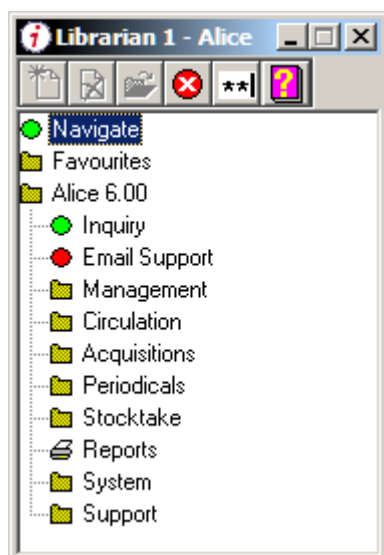 Librarian 1 - Alice
**|
?
Navigate
Favourites
Alice 6.00
Inquiry
Email Support
Management
Circulation
Acquisitions
Periodicals
Stocktake
Reports
System
Support